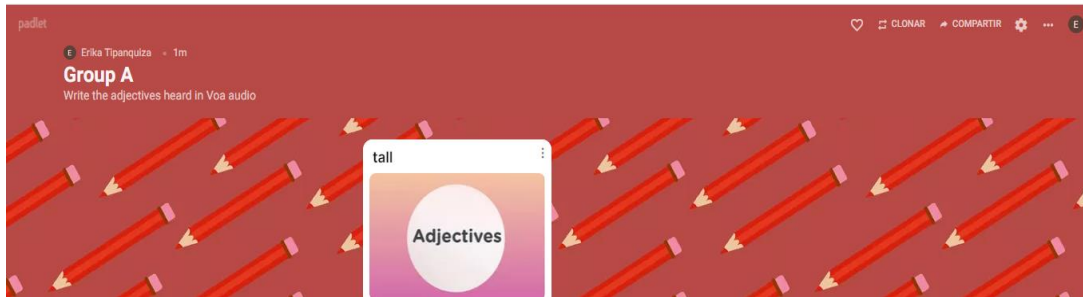 padlet
CLONAR COMPARTIR E
E Erika Tipanquiza • 1m
Group A
Write the adjectives heard in Voa audio
tall
Adjectives